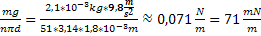 mg/nπd = (2,1*10⁻³kg*9,8 m/s²)/(51*3,14*1,8*10⁻³m) ≈ 0,071 N/m = 71 mN/m